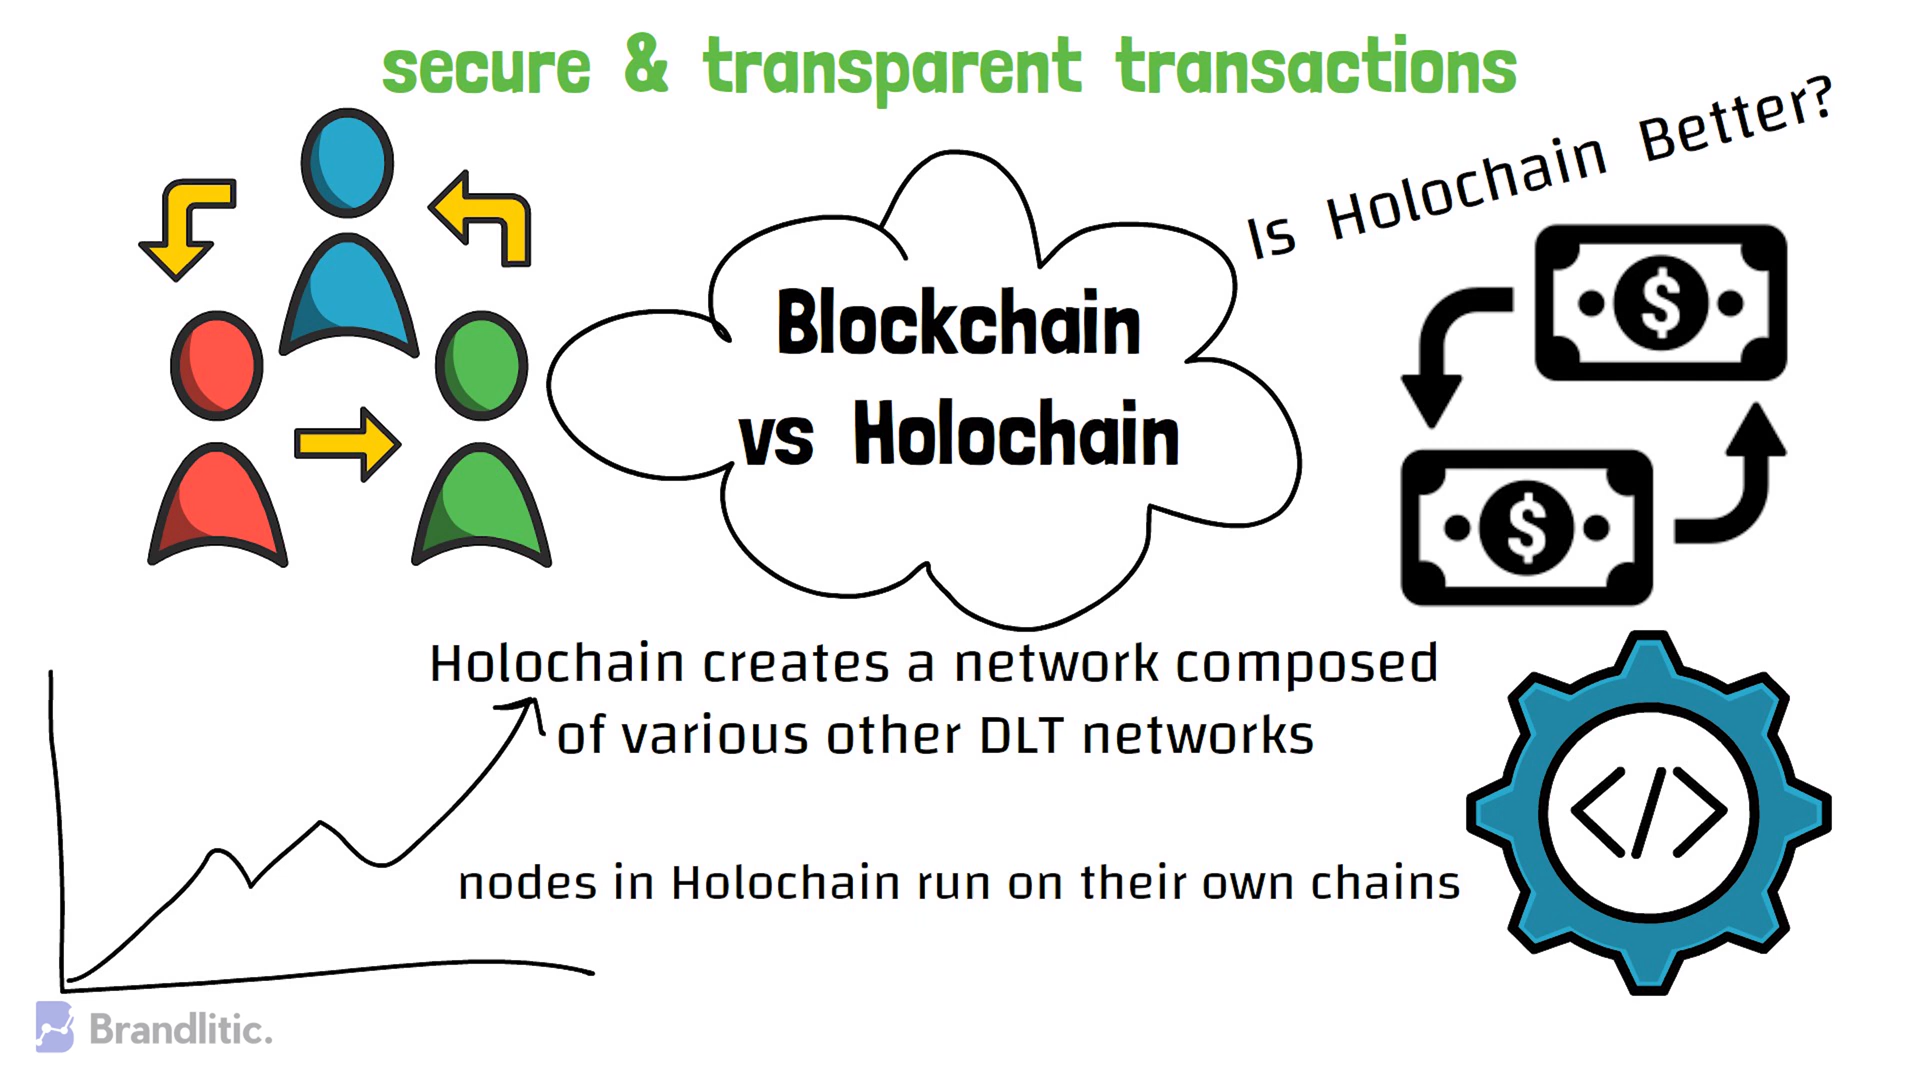 secure & transparent transactions
Is Holochain Better?
Blockchain
vs Holochain
$
$
Holochain creates a network composed
of various other DLT networks
</>
nodes in Holochain run on their own chains
Brandlitic.